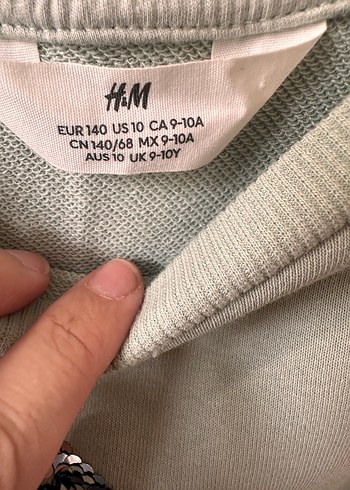 H&M
EUR 140 US 10 CA 9-10A
CN 140/68 MX 9-10A
AUS 10 UK 9-10Y